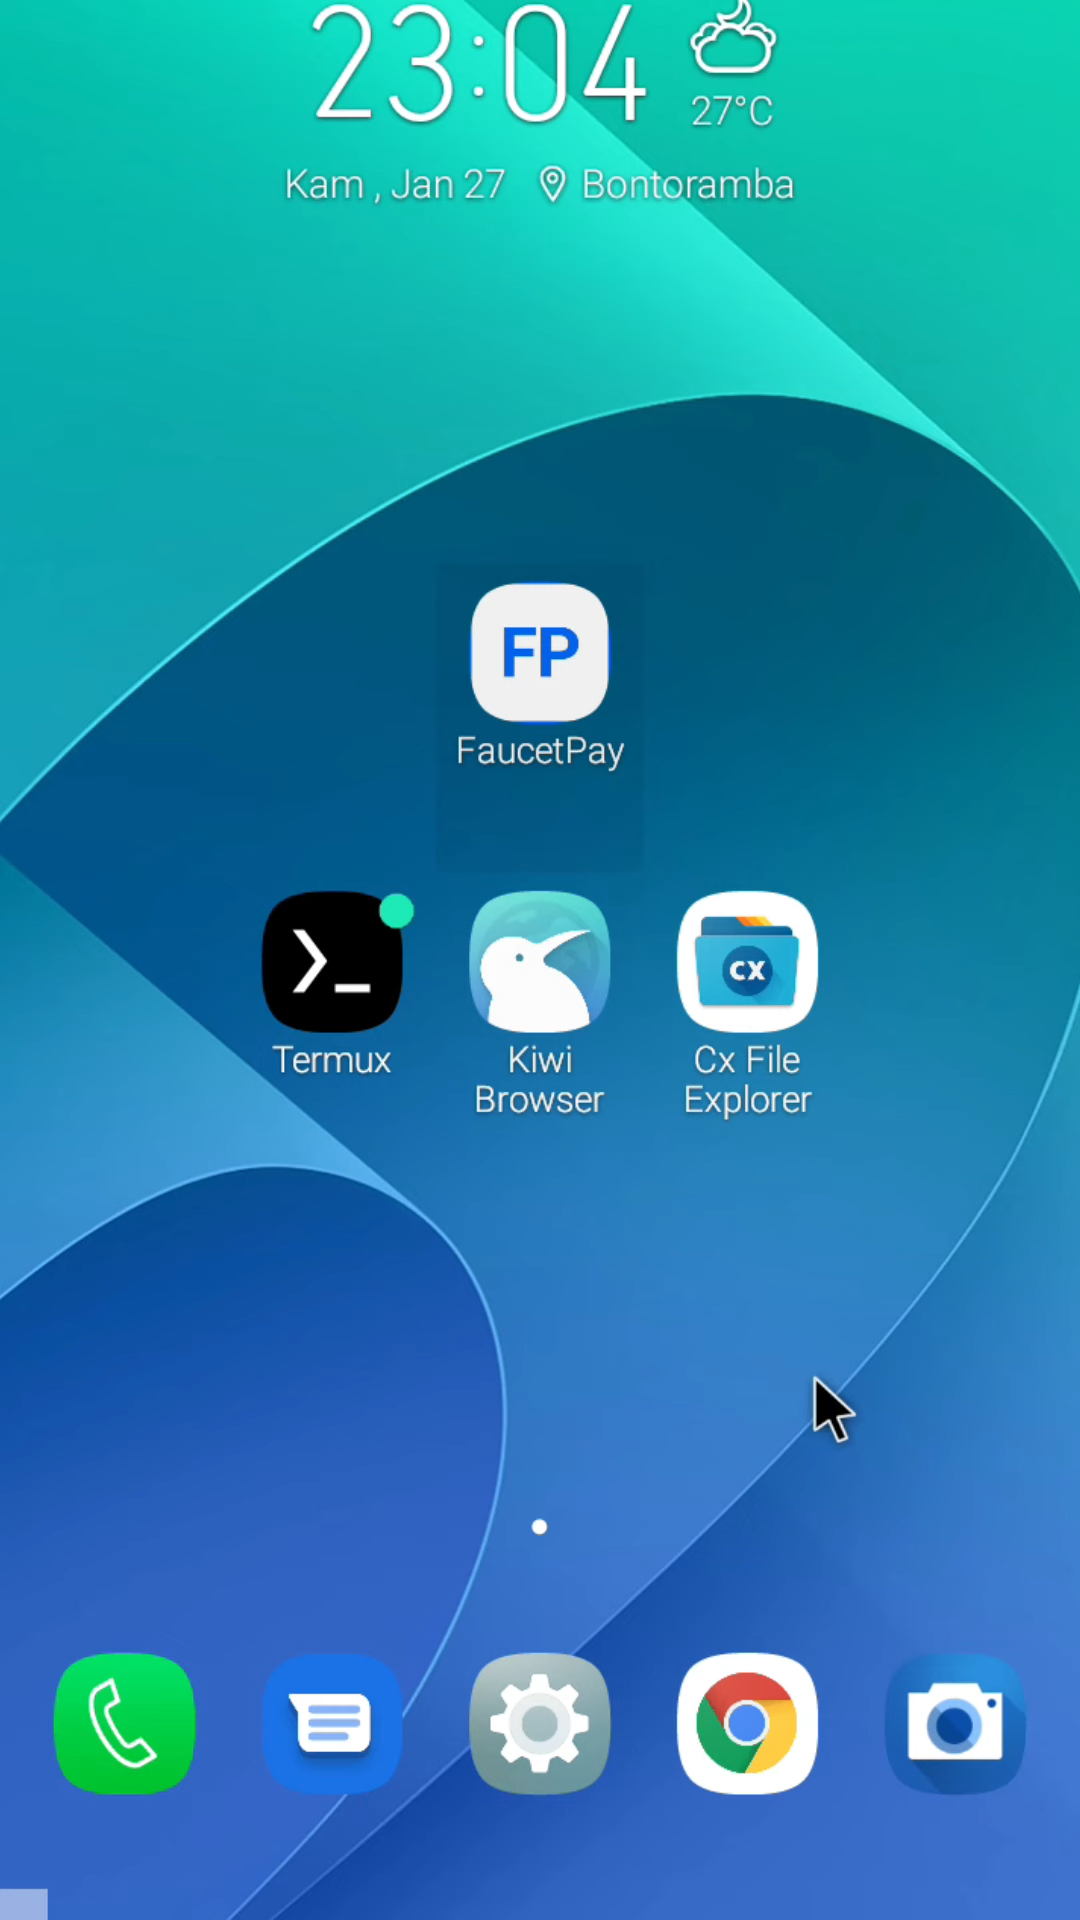 23:04
27°C
Kam , Jan 27 Bontoramba
FP
FaucetPay
CX
Termux
Kiwi
Browser
Cx File
Explorer